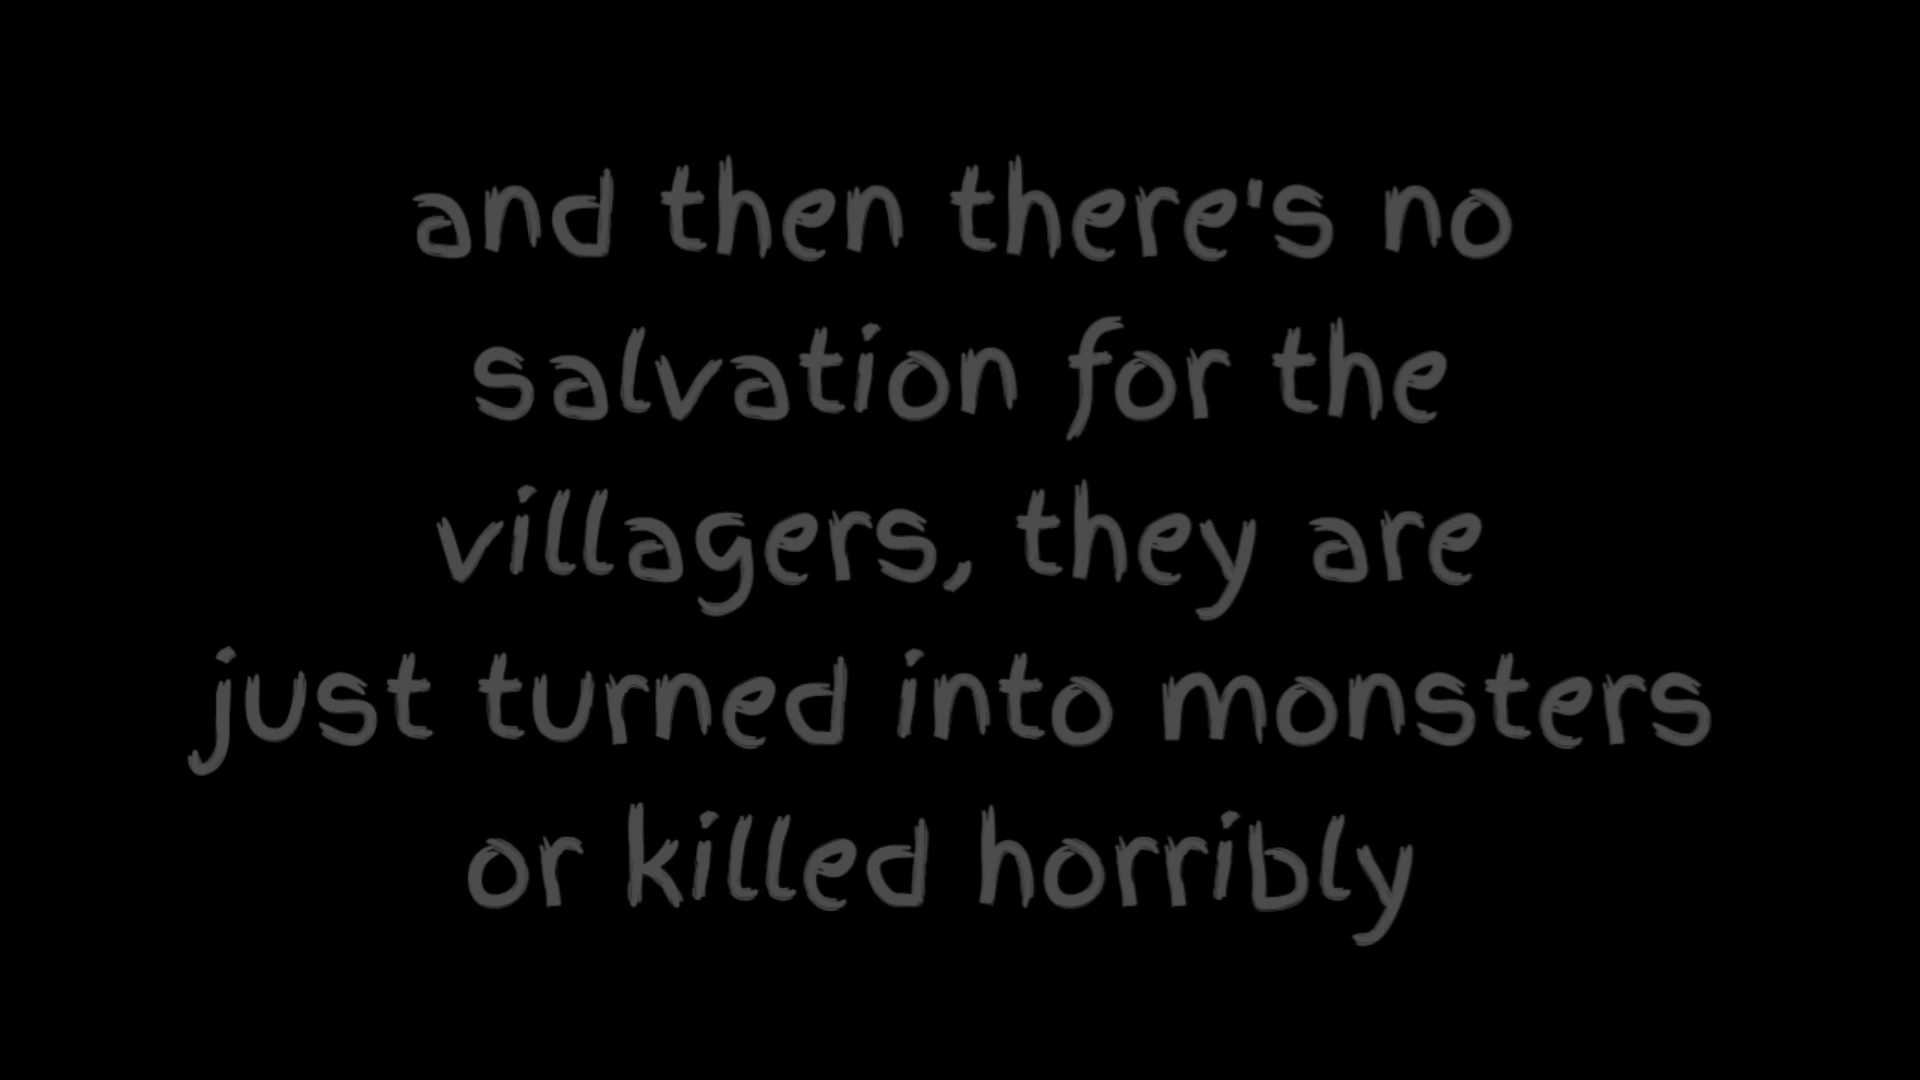 and then there's no
salvation for the
villagers, they are
just turned into monsters
or killed horribly